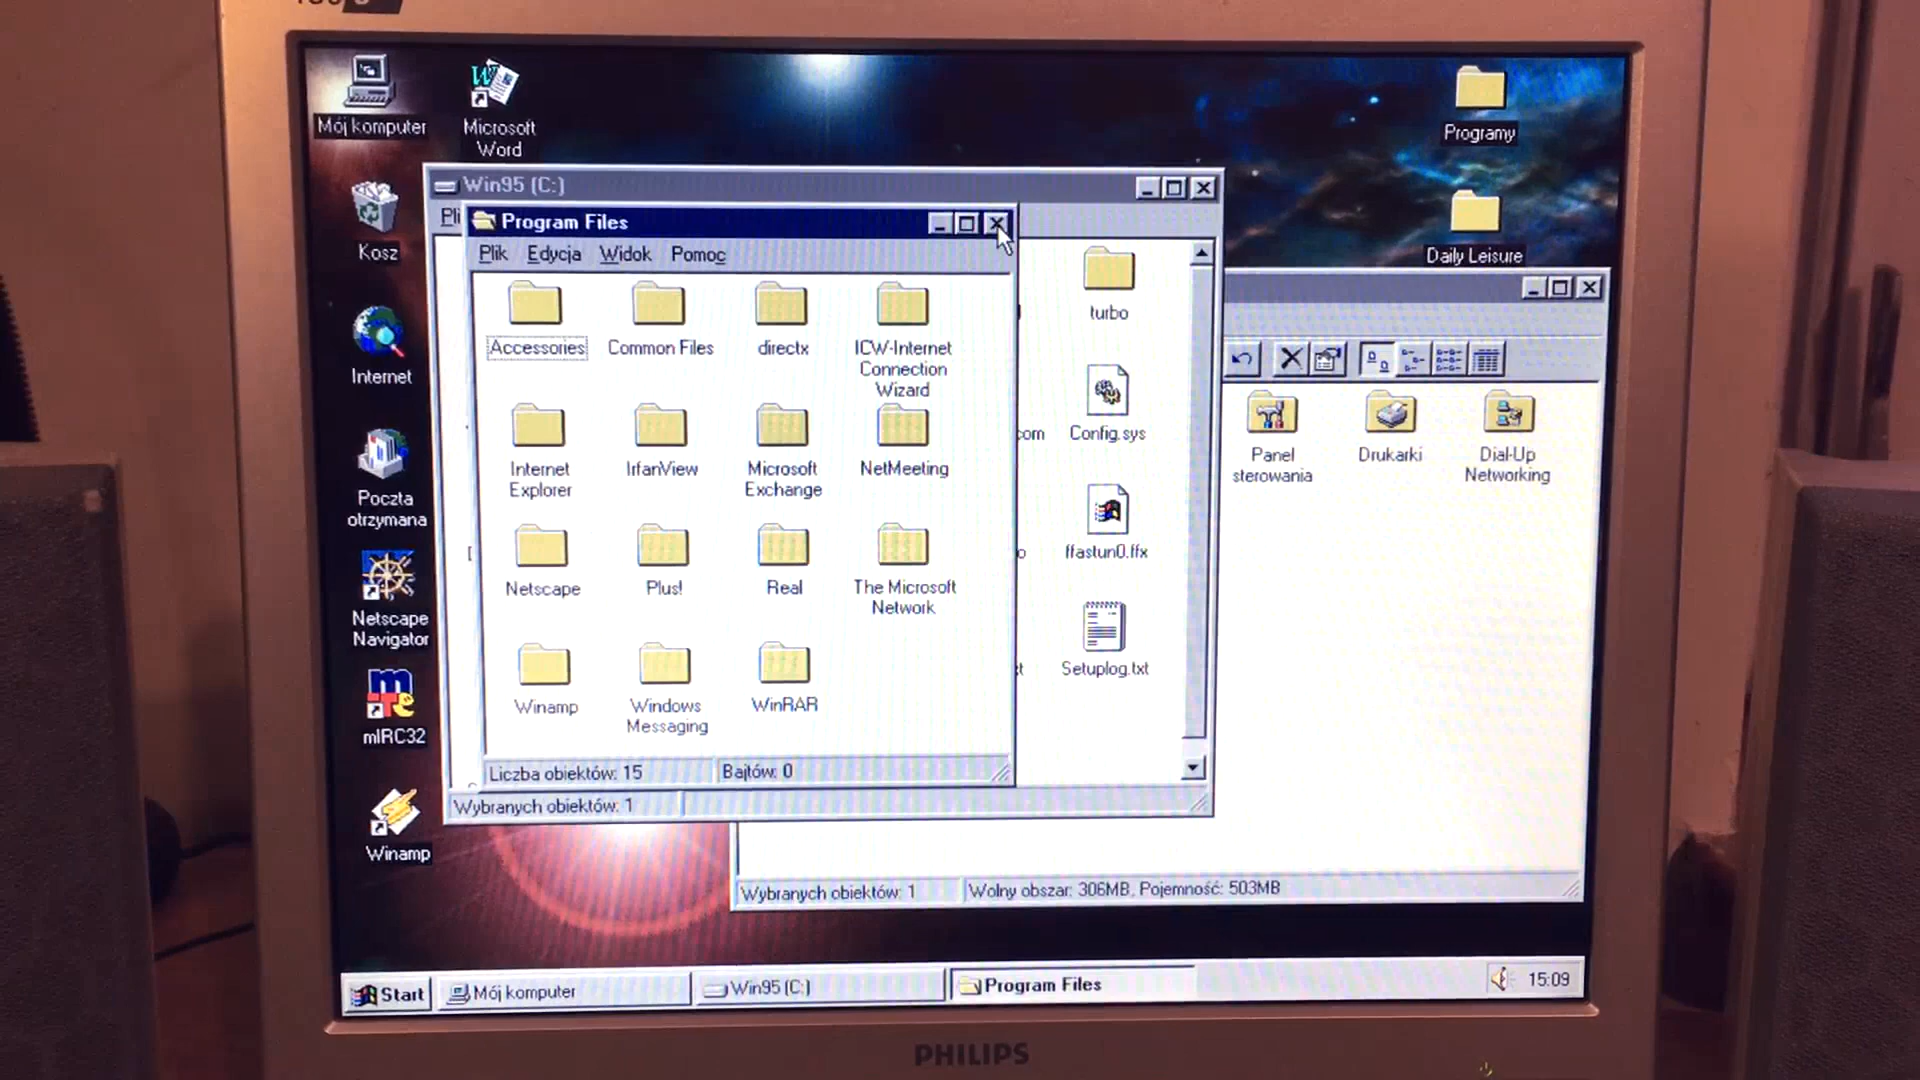 Mój komputer
Microsoft
Word
Programy
Kosz
Daily Leisure
Internet
Poczta
otrzymana
Netscape
Navigator
mIRC32
Winamp
Win95 (C:)
Pli
Program Files
Plik Edycja Widok Pomoc
Accessories
Common Files
directx
ICW-Internet
Connection
Wizard
Internet
Explorer
IrfanView
Microsoft
Exchange
NetMeeting
Netscape
Plus!
Real
The Microsoft
Network
Winamp
Windows
Messaging
WinRAR
Liczba obiektów: 15
Bajtów: 0
turbo
com
Config.sys
ffastun0.ffx
Setuplog.txt
Wybranych obiektów: 1
Panel
sterowania
Drukarki
Dial-Up
Networking
Wybranych obiektów: 1
Wolny obszar: 306MB, Pojemność: 503MB
Start
Mój komputer
Win95 (C:)
Program Files
15:09
PHILIPS